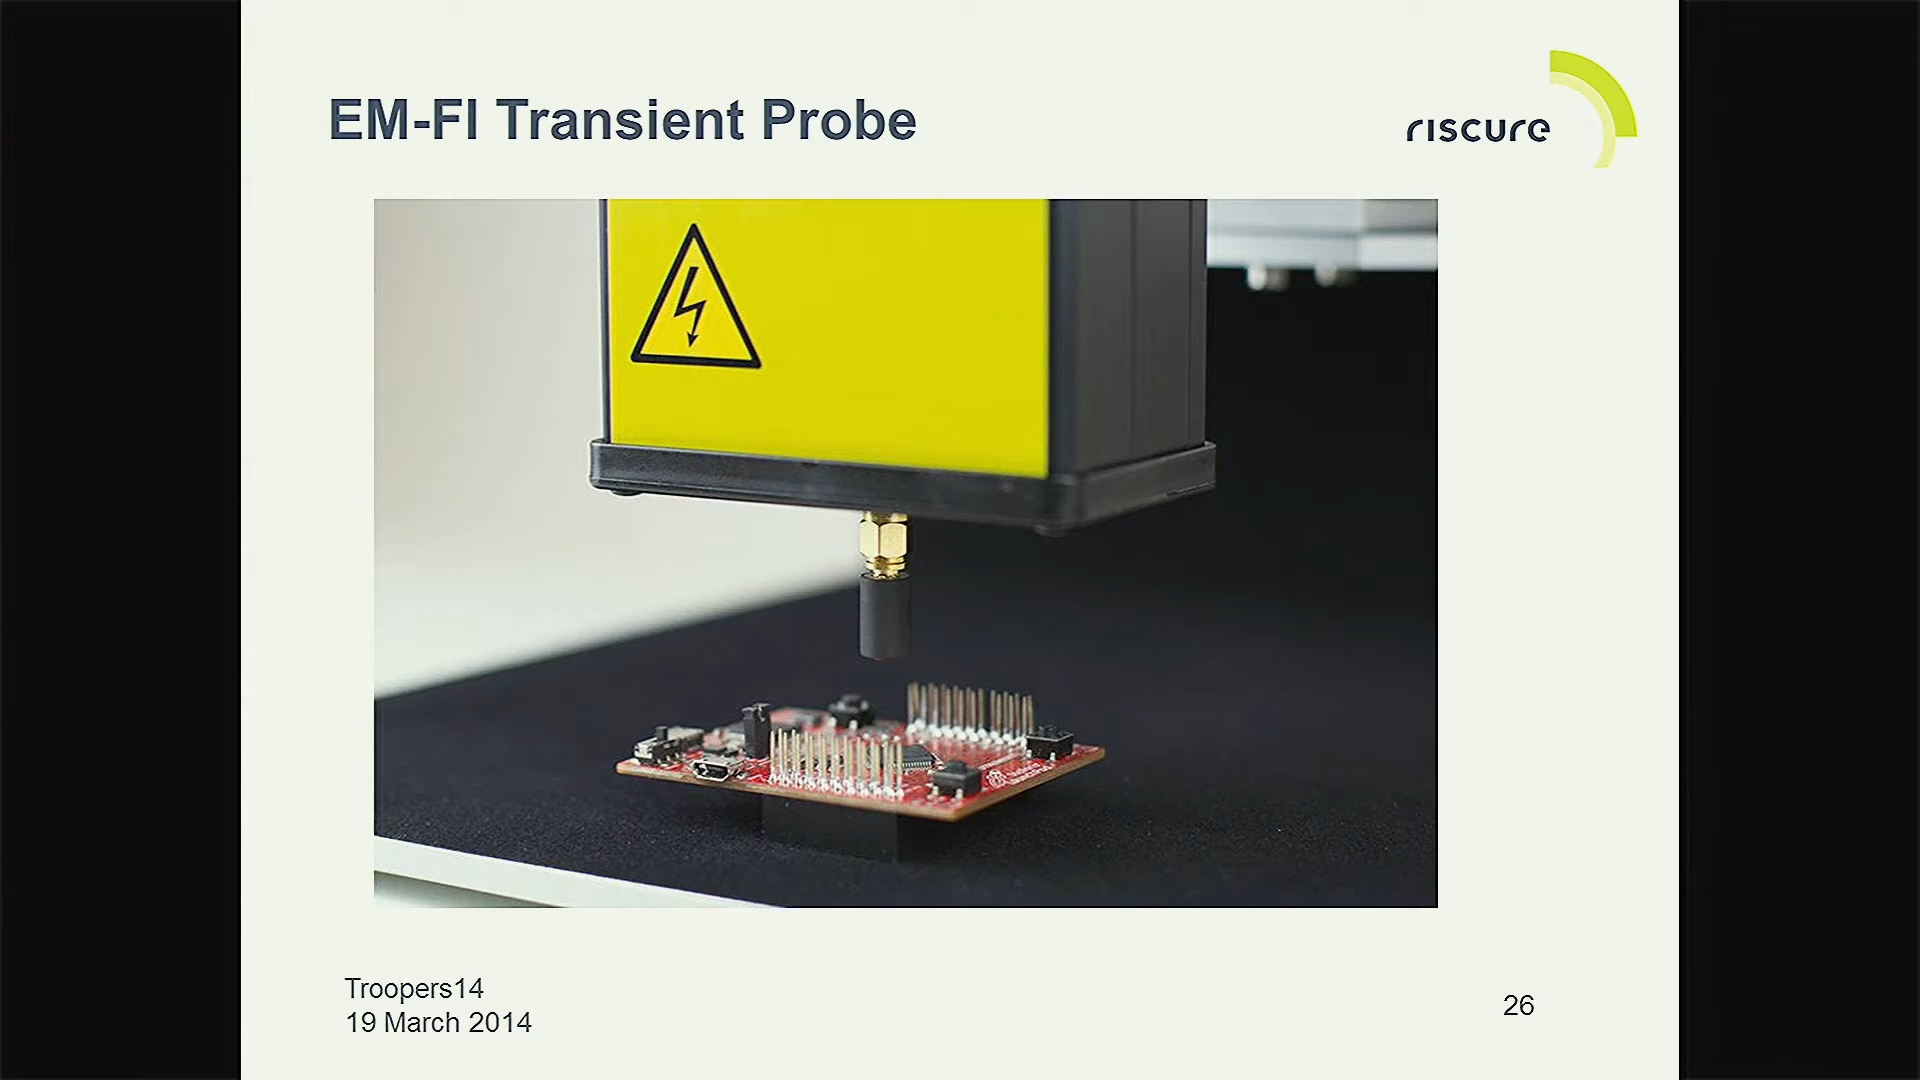 EM-FI Transient Probe
riscure
Troopers14
19 March 2014
26